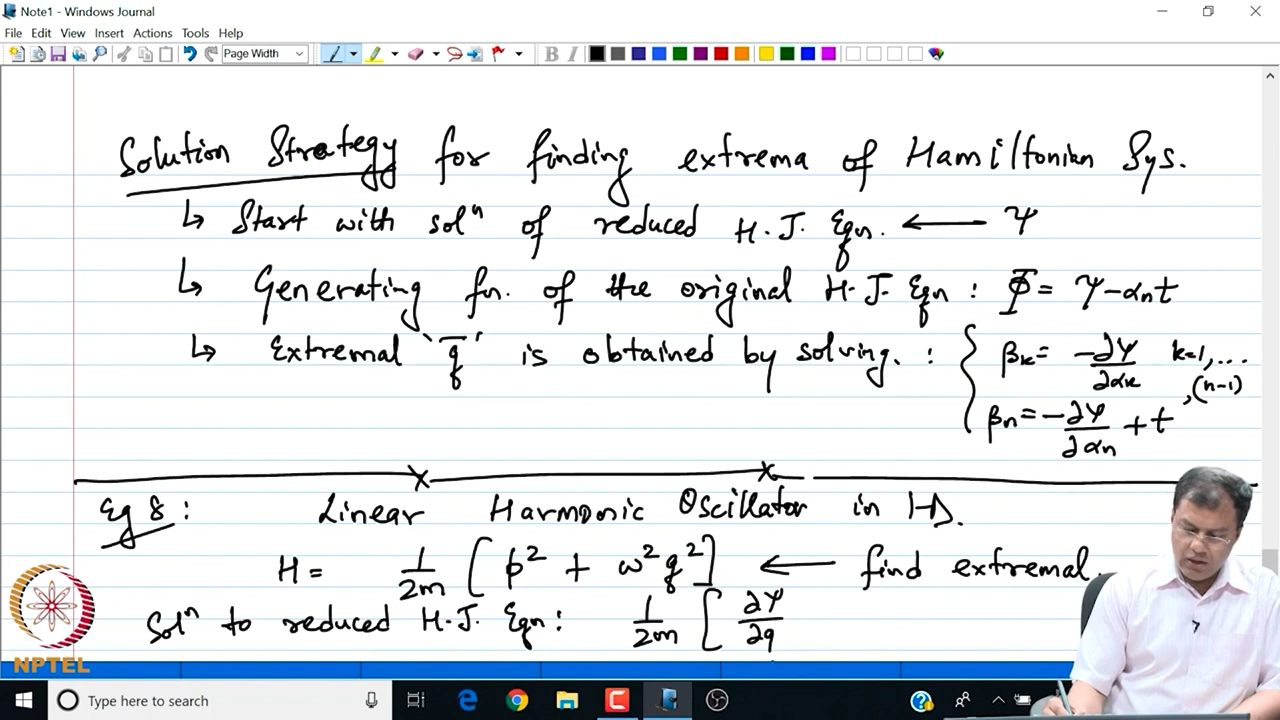 Note1 - Windows Journal
File Edit View Insert Actions Tools Help
Page Width B I
Solution Strategy for finding extrema of Hamiltonian Sys.
↳ Start with solⁿ of reduced H.J. Eqn. ← Ψ
↳ Generating fn. of the original H.J. Eqn : Φ = Ψ-αₙt
↳ Extremal 'q̄' is obtained by solving. : { βₖ = -∂Ψ/∂αₖ k=1,...,(n-1)
βₙ = -∂Ψ/∂αₙ + t
Eg 8 : Linear Harmonic Oscillator in 1-D.
H = 1/2m [p² + ω²q²] ← find extremal.
Solⁿ to reduced H.J. Eqn : 1/2m [∂Ψ/∂q
NPTEL
Type here to search